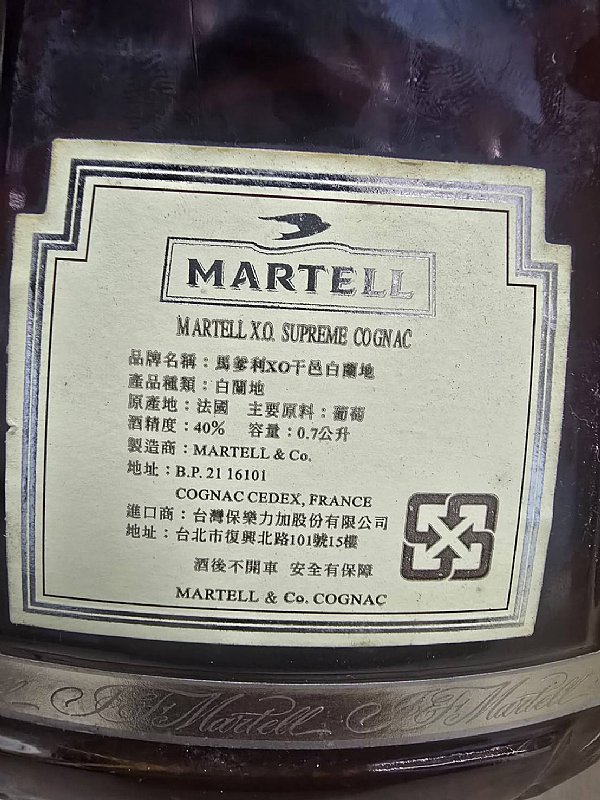 MARTELL
MARTELL X.O. SUPREME COGNAC
品牌名稱：馬爹利XO干邑白蘭地
產品種類：白蘭地
原產地：法國 主要原料：葡萄
酒精度：40% 容量：0.7公升
製造商：MARTELL & Co.
地址：B.P. 21 16101
COGNAC CEDEX, FRANCE
進口商：台灣保樂力加股份有限公司
地址：台北市復興北路101號15樓
酒後不開車 安全有保障
MARTELL & Co. COGNAC
J & F Martell
J & F Martell